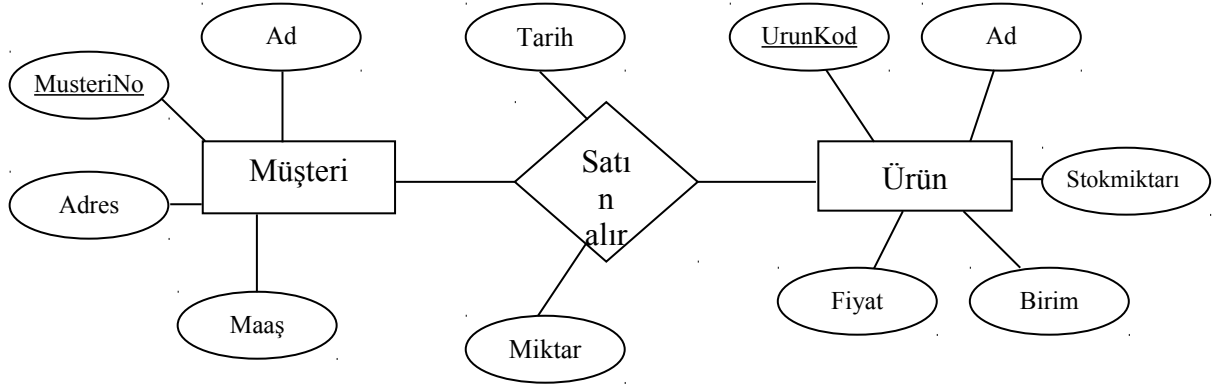 Ad
Tarih
UrunKod
Ad
MusteriNo
Müşteri
Satı
n
alır
Ürün
Stokmiktarı
Adres
Fiyat
Birim
Maaş
Miktar